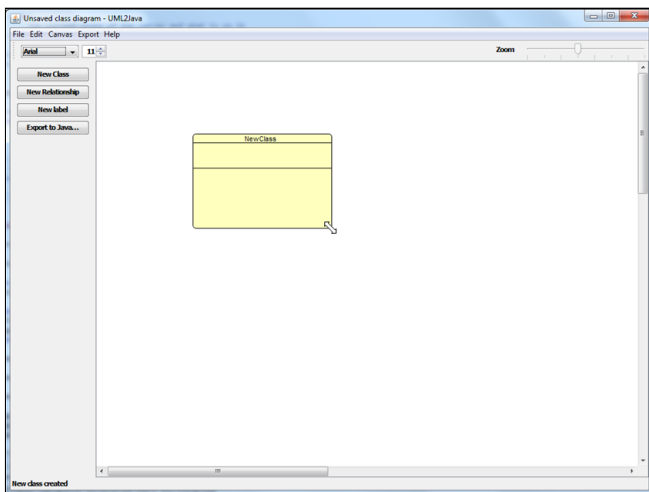 Unsaved class diagram - UML2Java
File Edit Canvas Export Help
Arial 11 Zoom
New Class
New Relationship
New label
Export to Java...
NewClass
New class created